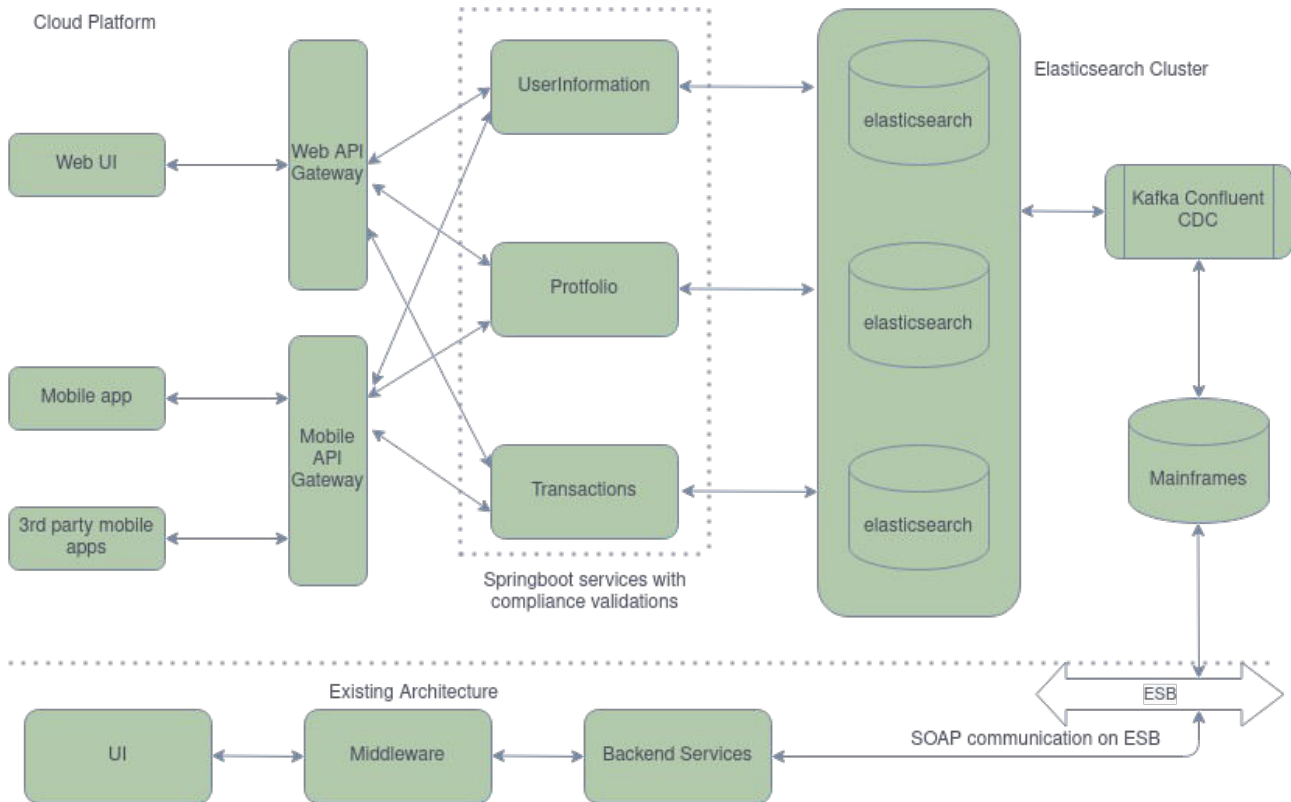 Cloud Platform
UserInformation
Elasticsearch Cluster
elasticsearch
Web UI
Web API
Gateway
Kafka Confluent
CDC
Protfolio
elasticsearch
Mobile app
Mobile
API
Gateway
Mainframes
Transactions
elasticsearch
3rd party mobile
apps
Springboot services with
compliance validations
Existing Architecture
ESB
UI
Middleware
Backend Services
SOAP communication on ESB